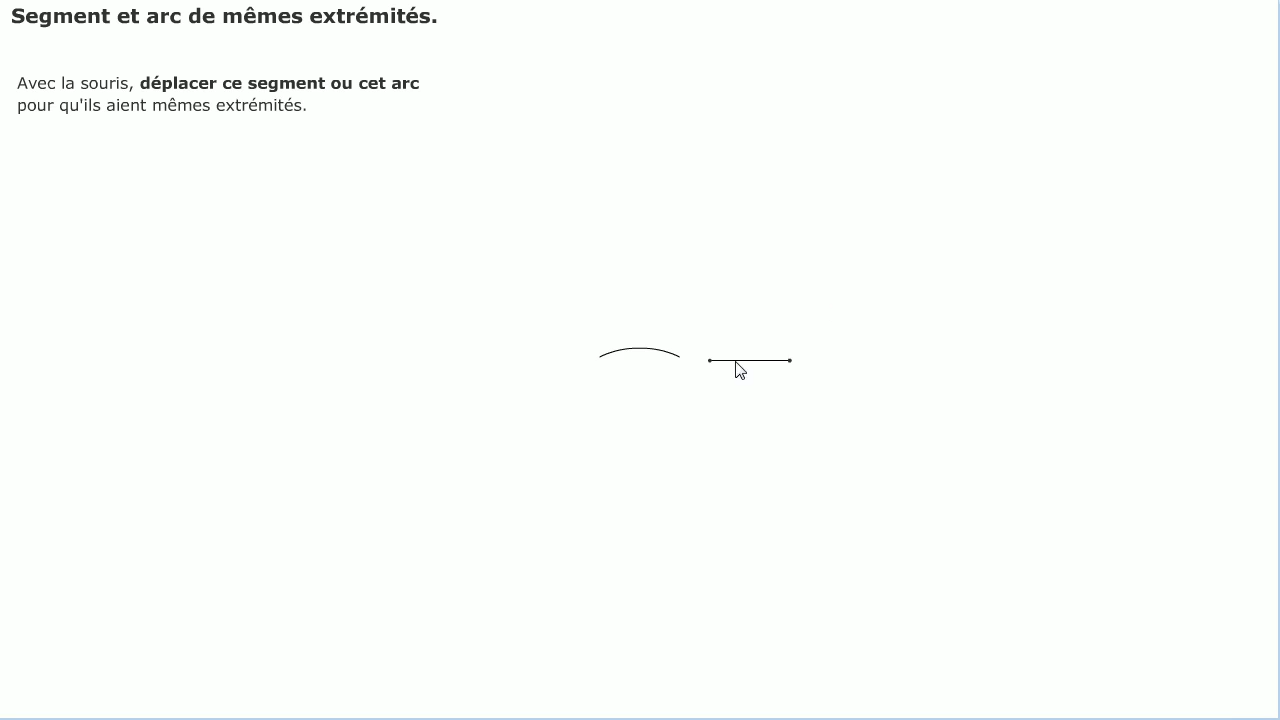 Segment et arc de mêmes extrémités.
Avec la souris, déplacer ce segment ou cet arc
pour qu'ils aient mêmes extrémités.